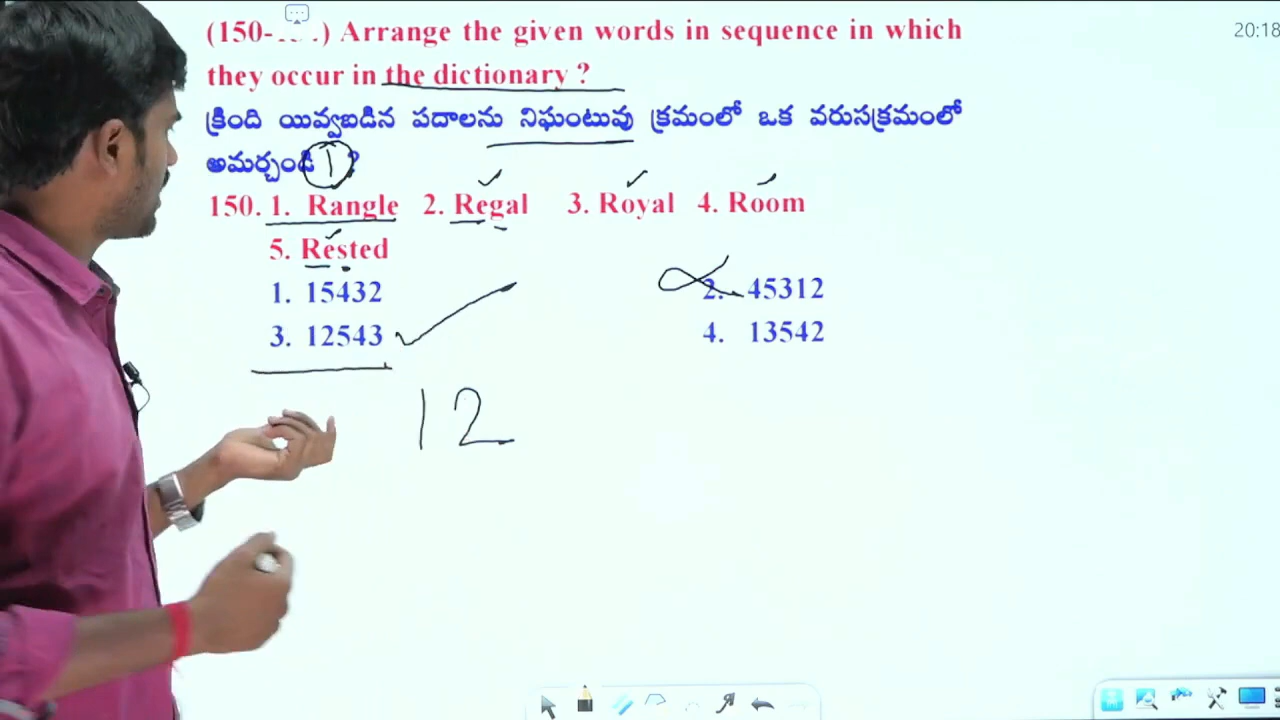 20:18
(150- .) Arrange the given words in sequence in which
they occur in the dictionary ?
క్రింది యివ్వబడిన పదాలను నిఘంటువు క్రమంలో ఒక వరుసక్రమంలో
అమర్చండి 1 ?
150. 1. Rangle 2. Regal 3. Royal 4. Room
5. Rested
1. 15432 2. 45312
3. 12543 4. 13542
12